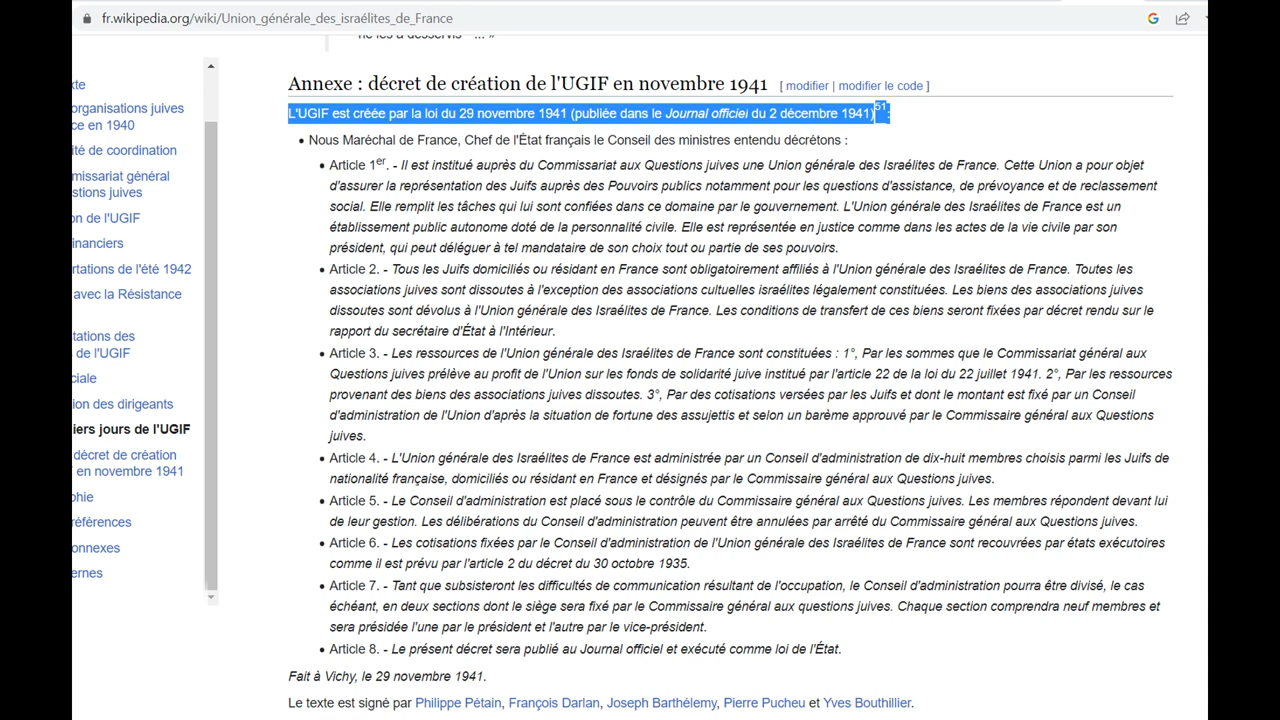 fr.wikipedia.org/wiki/Union_générale_des_israélites_de_France
ne les a desservis ... »
Annexe : décret de création de l'UGIF en novembre 1941 [ modifier | modifier le code ]
L'UGIF est créée par la loi du 29 novembre 1941 (publiée dans le Journal officiel du 2 décembre 1941)51:
• Nous Maréchal de France, Chef de l'État français le Conseil des ministres entendu décrétons :
• Article 1er. - Il est institué auprès du Commissariat aux Questions juives une Union générale des Israélites de France. Cette Union a pour objet
d'assurer la représentation des Juifs auprès des Pouvoirs publics notamment pour les questions d'assistance, de prévoyance et de reclassement
social. Elle remplit les tâches qui lui sont confiées dans ce domaine par le gouvernement. L'Union générale des Israélites de France est un
établissement public autonome doté de la personnalité civile. Elle est représentée en justice comme dans les actes de la vie civile par son
président, qui peut déléguer à tel mandataire de son choix tout ou partie de ses pouvoirs.
• Article 2. - Tous les Juifs domiciliés ou résidant en France sont obligatoirement affiliés à l'Union générale des Israélites de France. Toutes les
associations juives sont dissoutes à l'exception des associations cultuelles israélites légalement constituées. Les biens des associations juives
dissoutes sont dévolus à l'Union générale des Israélites de France. Les conditions de transfert de ces biens seront fixées par décret rendu sur le
rapport du secrétaire d'État à l'Intérieur.
• Article 3. - Les ressources de l'Union générale des Israélites de France sont constituées : 1°, Par les sommes que le Commissariat général aux
Questions juives prélève au profit de l'Union sur les fonds de solidarité juive institué par l'article 22 de la loi du 22 juillet 1941. 2°, Par les ressources
provenant des biens des associations juives dissoutes. 3°, Par des cotisations versées par les Juifs et dont le montant est fixé par un Conseil
d'administration de l'Union d'après la situation de fortune des assujettis et selon un barème approuvé par le Commissaire général aux Questions
juives.
• Article 4. - L'Union générale des Israélites de France est administrée par un Conseil d'administration de dix-huit membres choisis parmi les Juifs de
nationalité française, domiciliés ou résidant en France et désignés par le Commissaire général aux Questions juives.
• Article 5. - Le Conseil d'administration est placé sous le contrôle du Commissaire général aux Questions juives. Les membres répondent devant lui
de leur gestion. Les délibérations du Conseil d'administration peuvent être annulées par arrêté du Commissaire général aux Questions juives.
• Article 6. - Les cotisations fixées par le Conseil d'administration de l'Union générale des Israélites de France sont recouvrées par états exécutoires
comme il est prévu par l'article 2 du décret du 30 octobre 1935.
• Article 7. - Tant que subsisteront les difficultés de communication résultant de l'occupation, le Conseil d'administration pourra être divisé, le cas
échéant, en deux sections dont le siège sera fixé par le Commissaire général aux questions juives. Chaque section comprendra neuf membres et
sera présidée l'une par le président et l'autre par le vice-président.
• Article 8. - Le présent décret sera publié au Journal officiel et exécuté comme loi de l'État.
Fait à Vichy, le 29 novembre 1941.
Le texte est signé par Philippe Pétain, François Darlan, Joseph Barthélemy, Pierre Pucheu et Yves Bouthillier.
xte
organisations juives
ce en 1940
ité de coordination
mmissariat général
stions juives
on de l'UGIF
financiers
rtations de l'été 1942
avec la Résistance
tations des
de l'UGIF
ciale
ion des dirigeants
iers jours de l'UGIF
décret de création
en novembre 1941
phie
références
onnexes
ernes